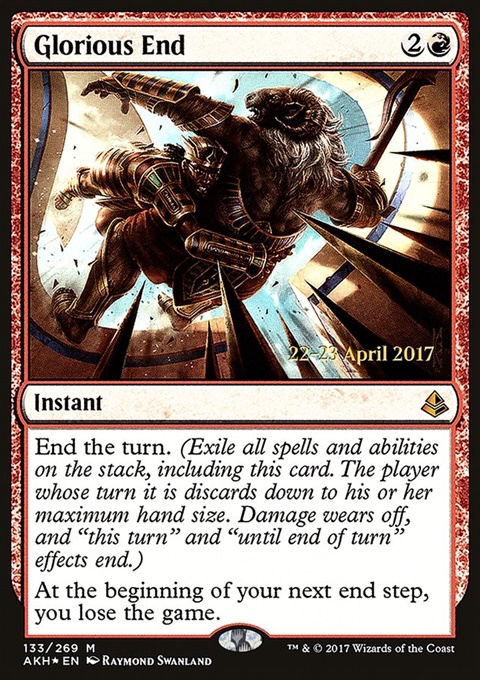 Glorious End 2
22-23 April 2017
Instant
End the turn. (Exile all spells and abilities
on the stack, including this card. The player
whose turn it is discards down to his or her
maximum hand size. Damage wears off,
and “this turn” and “until end of turn”
effects end.)
At the beginning of your next end step,
you lose the game.
133/269 M
AKH★EN Raymond Swanland
™ & © 2017 Wizards of the Coast